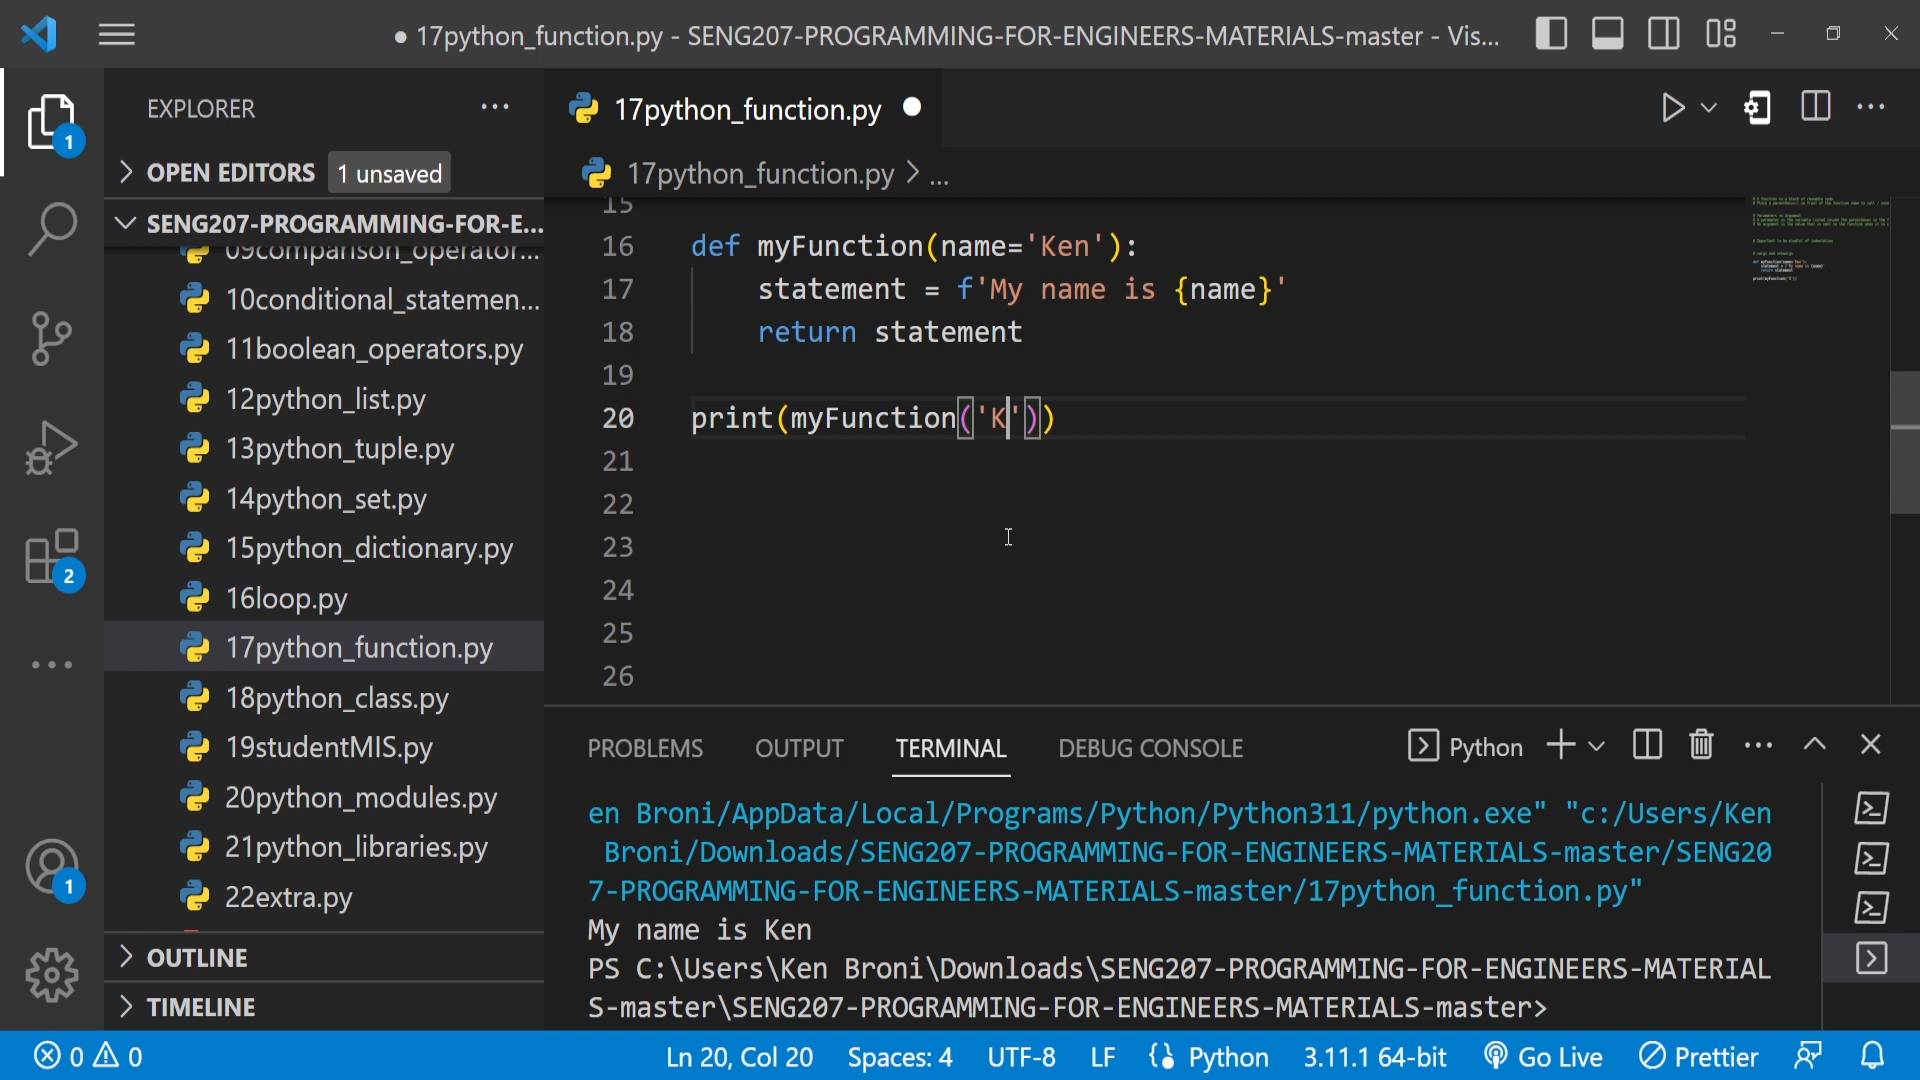 ● 17python_function.py - SENG207-PROGRAMMING-FOR-ENGINEERS-MATERIALS-master - Vis...
EXPLORER
17python_function.py
1
OPEN EDITORS 1 unsaved
17python_function.py > ...
SENG207-PROGRAMMING-FOR-E...
09comparison_operator...
10conditional_statemen...
11boolean_operators.py
12python_list.py
13python_tuple.py
14python_set.py
15python_dictionary.py
2
16loop.py
17python_function.py
18python_class.py
19studentMIS.py
20python_modules.py
21python_libraries.py
1
22extra.py
OUTLINE
TIMELINE
15
16 def myFunction(name='Ken'):
17 statement = f'My name is {name}'
18 return statement
19
20 print(myFunction('K'))
21
22
23
24
25
26
PROBLEMS OUTPUT TERMINAL DEBUG CONSOLE Python
en Broni/AppData/Local/Programs/Python/Python311/python.exe" "c:/Users/Ken
Broni/Downloads/SENG207-PROGRAMMING-FOR-ENGINEERS-MATERIALS-master/SENG20
7-PROGRAMMING-FOR-ENGINEERS-MATERIALS-master/17python_function.py"
My name is Ken
PS C:\Users\Ken Broni\Downloads\SENG207-PROGRAMMING-FOR-ENGINEERS-MATERIAL
S-master\SENG207-PROGRAMMING-FOR-ENGINEERS-MATERIALS-master>
0 0 Ln 20, Col 20 Spaces: 4 UTF-8 LF Python 3.11.1 64-bit Go Live Prettier